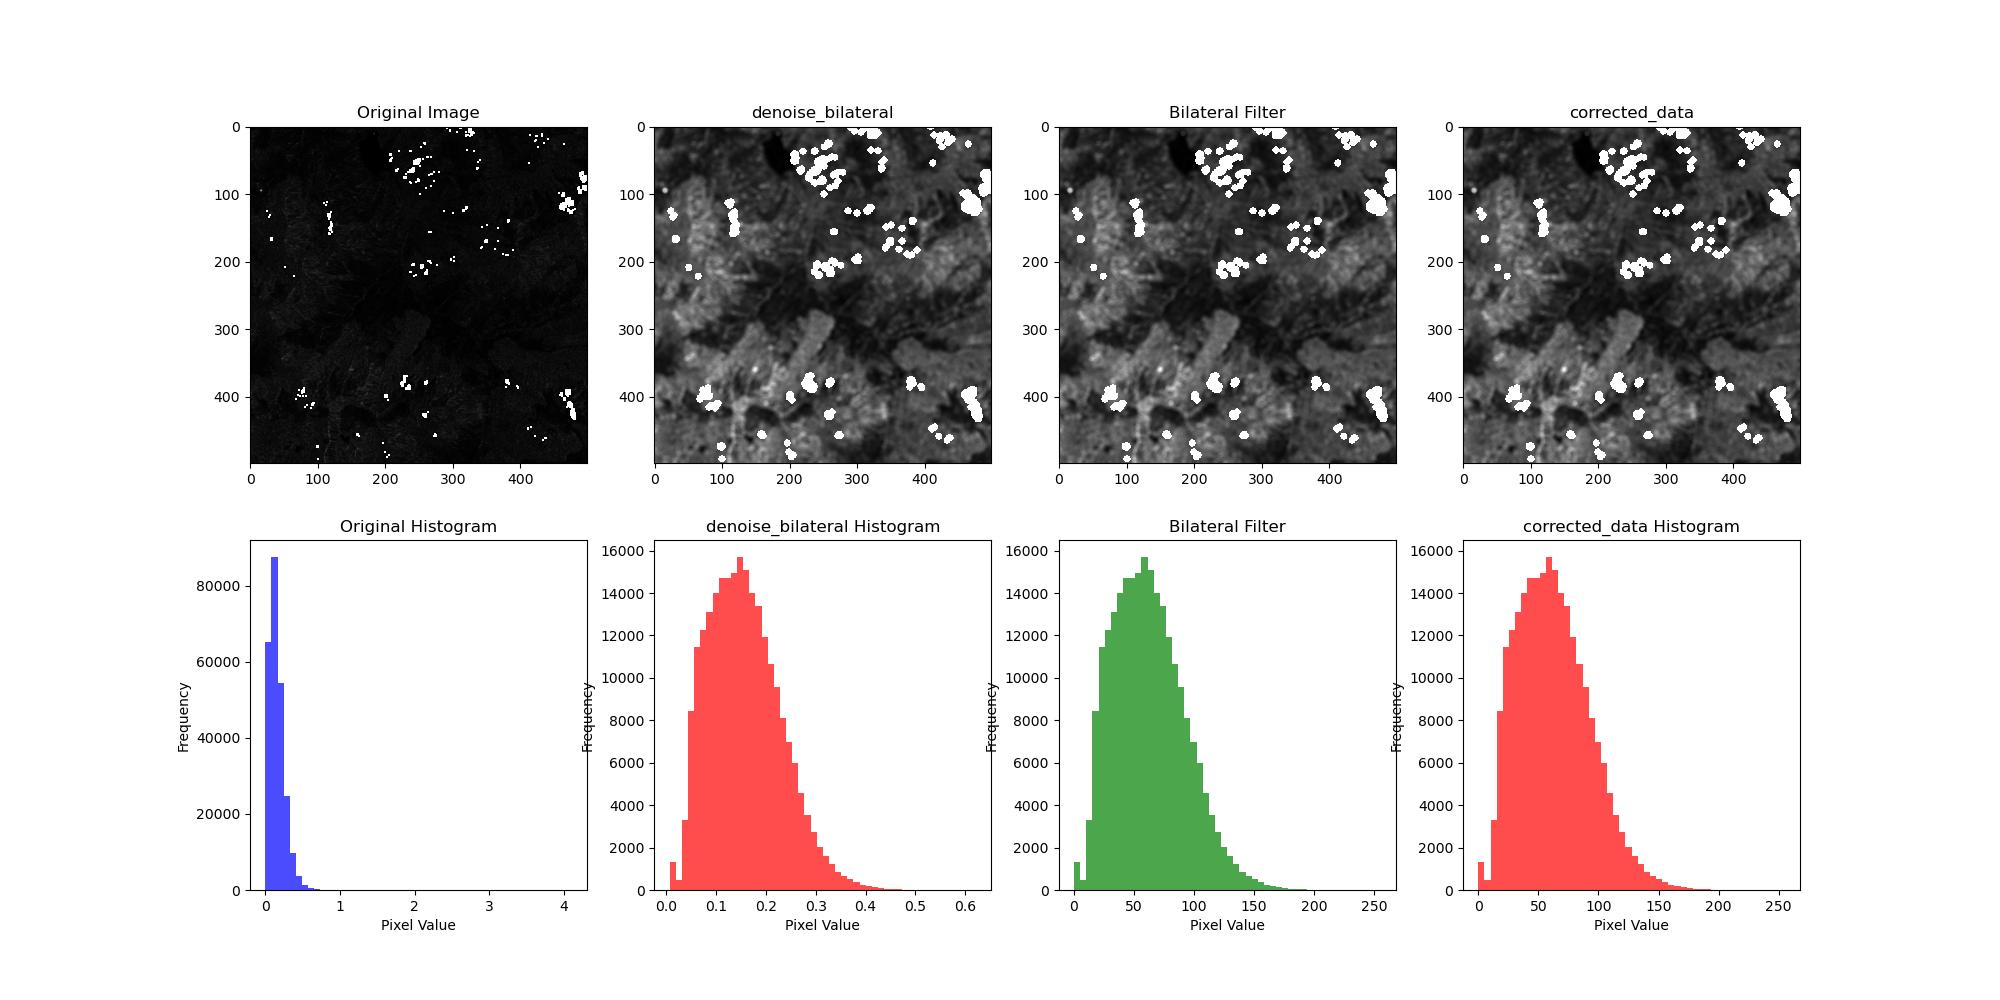 Original Image
denoise_bilateral
Bilateral Filter
corrected_data
0
100
200
300
400
0 100 200 300 400
0
100
200
300
400
0 100 200 300 400
0
100
200
300
400
0 100 200 300 400
0
100
200
300
400
0 100 200 300 400
Original Histogram
denoise_bilateral Histogram
Bilateral Filter
corrected_data Histogram
Frequency
80000
60000
40000
20000
0
0 1 2 3 4
Pixel Value
Frequency
16000
14000
12000
10000
8000
6000
4000
2000
0
0.0 0.1 0.2 0.3 0.4 0.5 0.6
Pixel Value
Frequency
16000
14000
12000
10000
8000
6000
4000
2000
0
0 50 100 150 200 250
Pixel Value
Frequency
16000
14000
12000
10000
8000
6000
4000
2000
0
0 50 100 150 200 250
Pixel Value